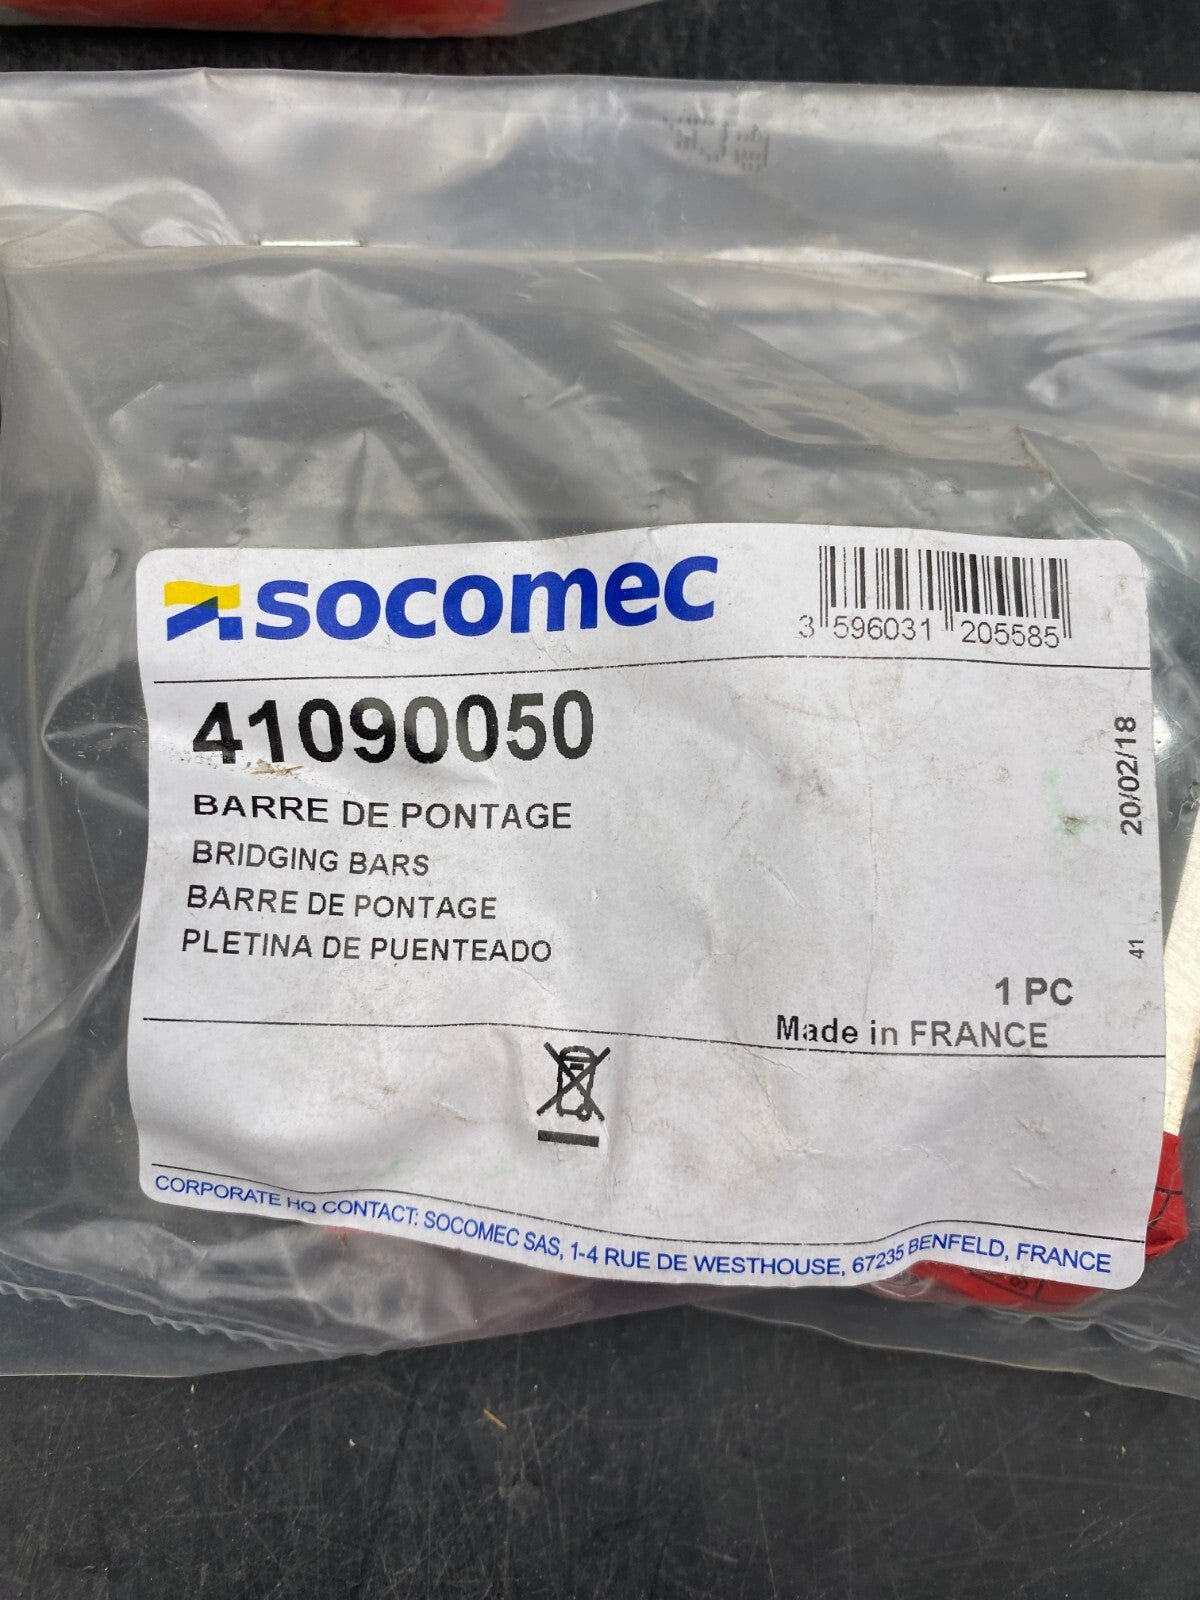 socomec
3 596031 205585
41090050
BARRE DE PONTAGE
BRIDGING BARS
BARRE DE PONTAGE
PLETINA DE PUENTEADO
20/02/18
41
1 PC
Made in FRANCE
CORPORATE HQ CONTACT: SOCOMEC SAS, 1-4 RUE DE WESTHOUSE, 67235 BENFELD, FRANCE